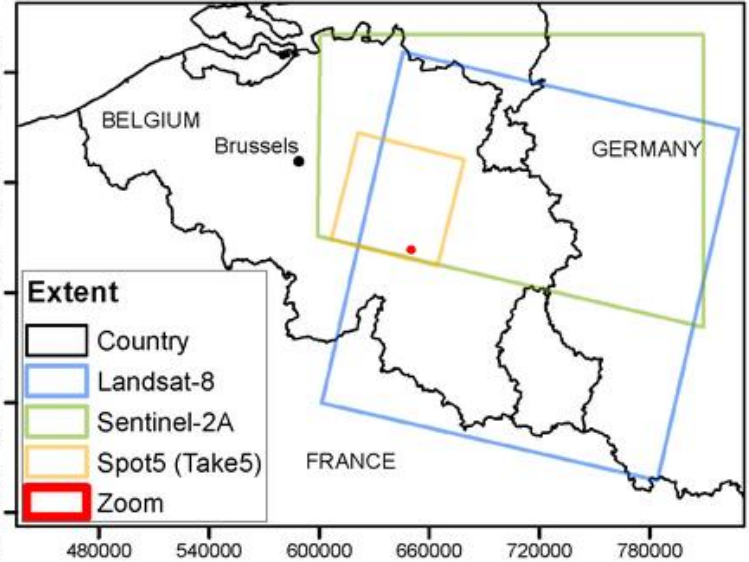 BELGIUM
Brussels
GERMANY
Extent
Country
Landsat-8
Sentinel-2A
Spot5 (Take5)
Zoom
FRANCE
480000 540000 600000 660000 720000 780000